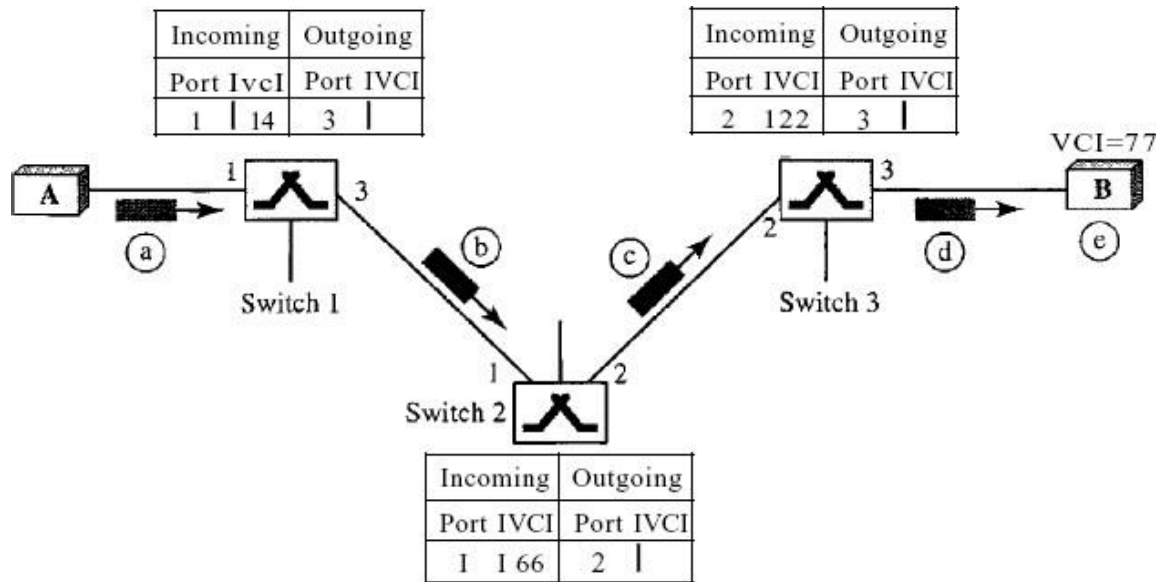 Incoming Outgoing
Port IvcI Port IVCI
1 | 14 3 |
Incoming Outgoing
Port IVCI Port IVCI
2 122 3 |
VCI=77
A
1
3
a
b
Switch 1
c
2
3
d
B
e
Switch 3
1
2
Switch 2
Incoming Outgoing
Port IVCI Port IVCI
I I 66 2 |